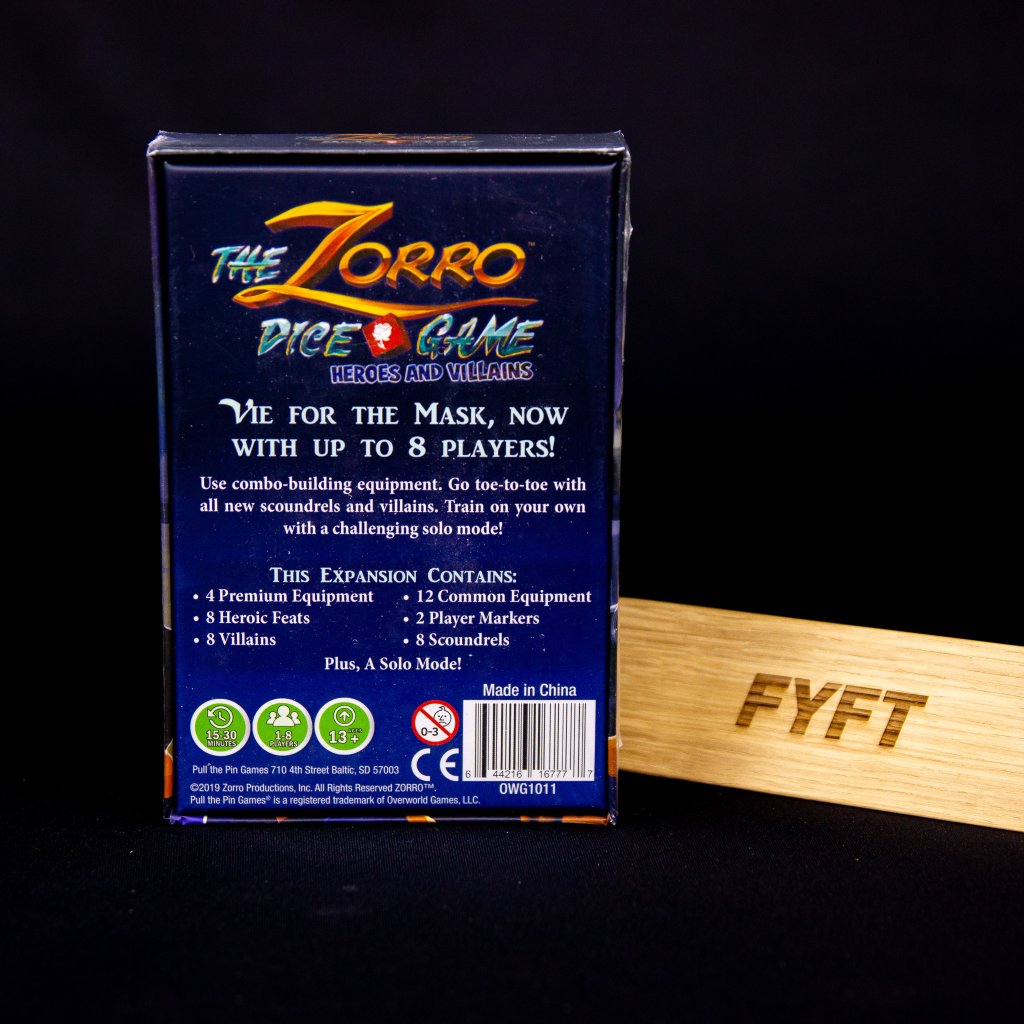 THE ZORRO™
DICE GAME
HEROES AND VILLAINS
VIE FOR THE MASK, NOW
WITH UP TO 8 PLAYERS!
Use combo-building equipment. Go toe-to-toe with
all new scoundrels and villains. Train on your own
with a challenging solo mode!
THIS EXPANSION CONTAINS:
• 4 Premium Equipment
• 12 Common Equipment
• 8 Heroic Feats
• 2 Player Markers
• 8 Villains
• 8 Scoundrels
Plus, A Solo Mode!
Made in China
15-30
MINUTES
1-8
PLAYERS
AGES
13+
0-3
CE
6 44216 16777 7
OWG1011
Pull the Pin Games 710 4th Street Baltic, SD 57003
©2019 Zorro Productions, Inc. All Rights Reserved ZORRO™.
Pull the Pin Games® is a registered trademark of Overworld Games, LLC.
FYFT